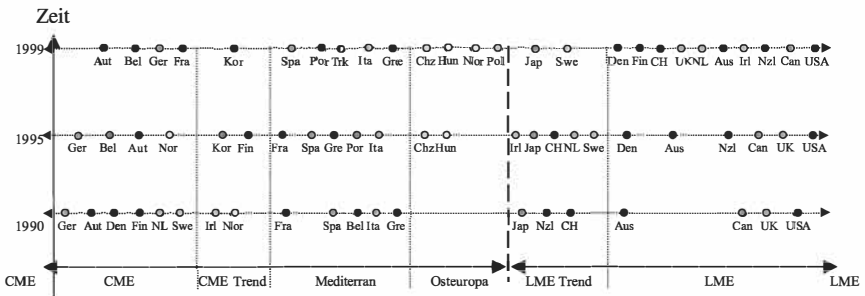 Zeit
1999
Aut Bel Ger Fra Kor Spa Por Trk Ita Gre Chz Hun Nor Pol Jap Swe Den Fin CH UK NL Aus Irl Nzl Can USA
1995
Ger Bel Aut Nor Kor Fin Fra Spa Gre Por Ita Chz Hun Irl Jap CH NL Swe Den Aus Nzl Can UK USA
1990
Ger Aut Den Fin NL Swe Irl Nor Fra Spa Bel Ita Gre Jap Nzl CH Aus Can UK USA
CME CME CME Trend Mediterran Osteuropa LME Trend LME LME